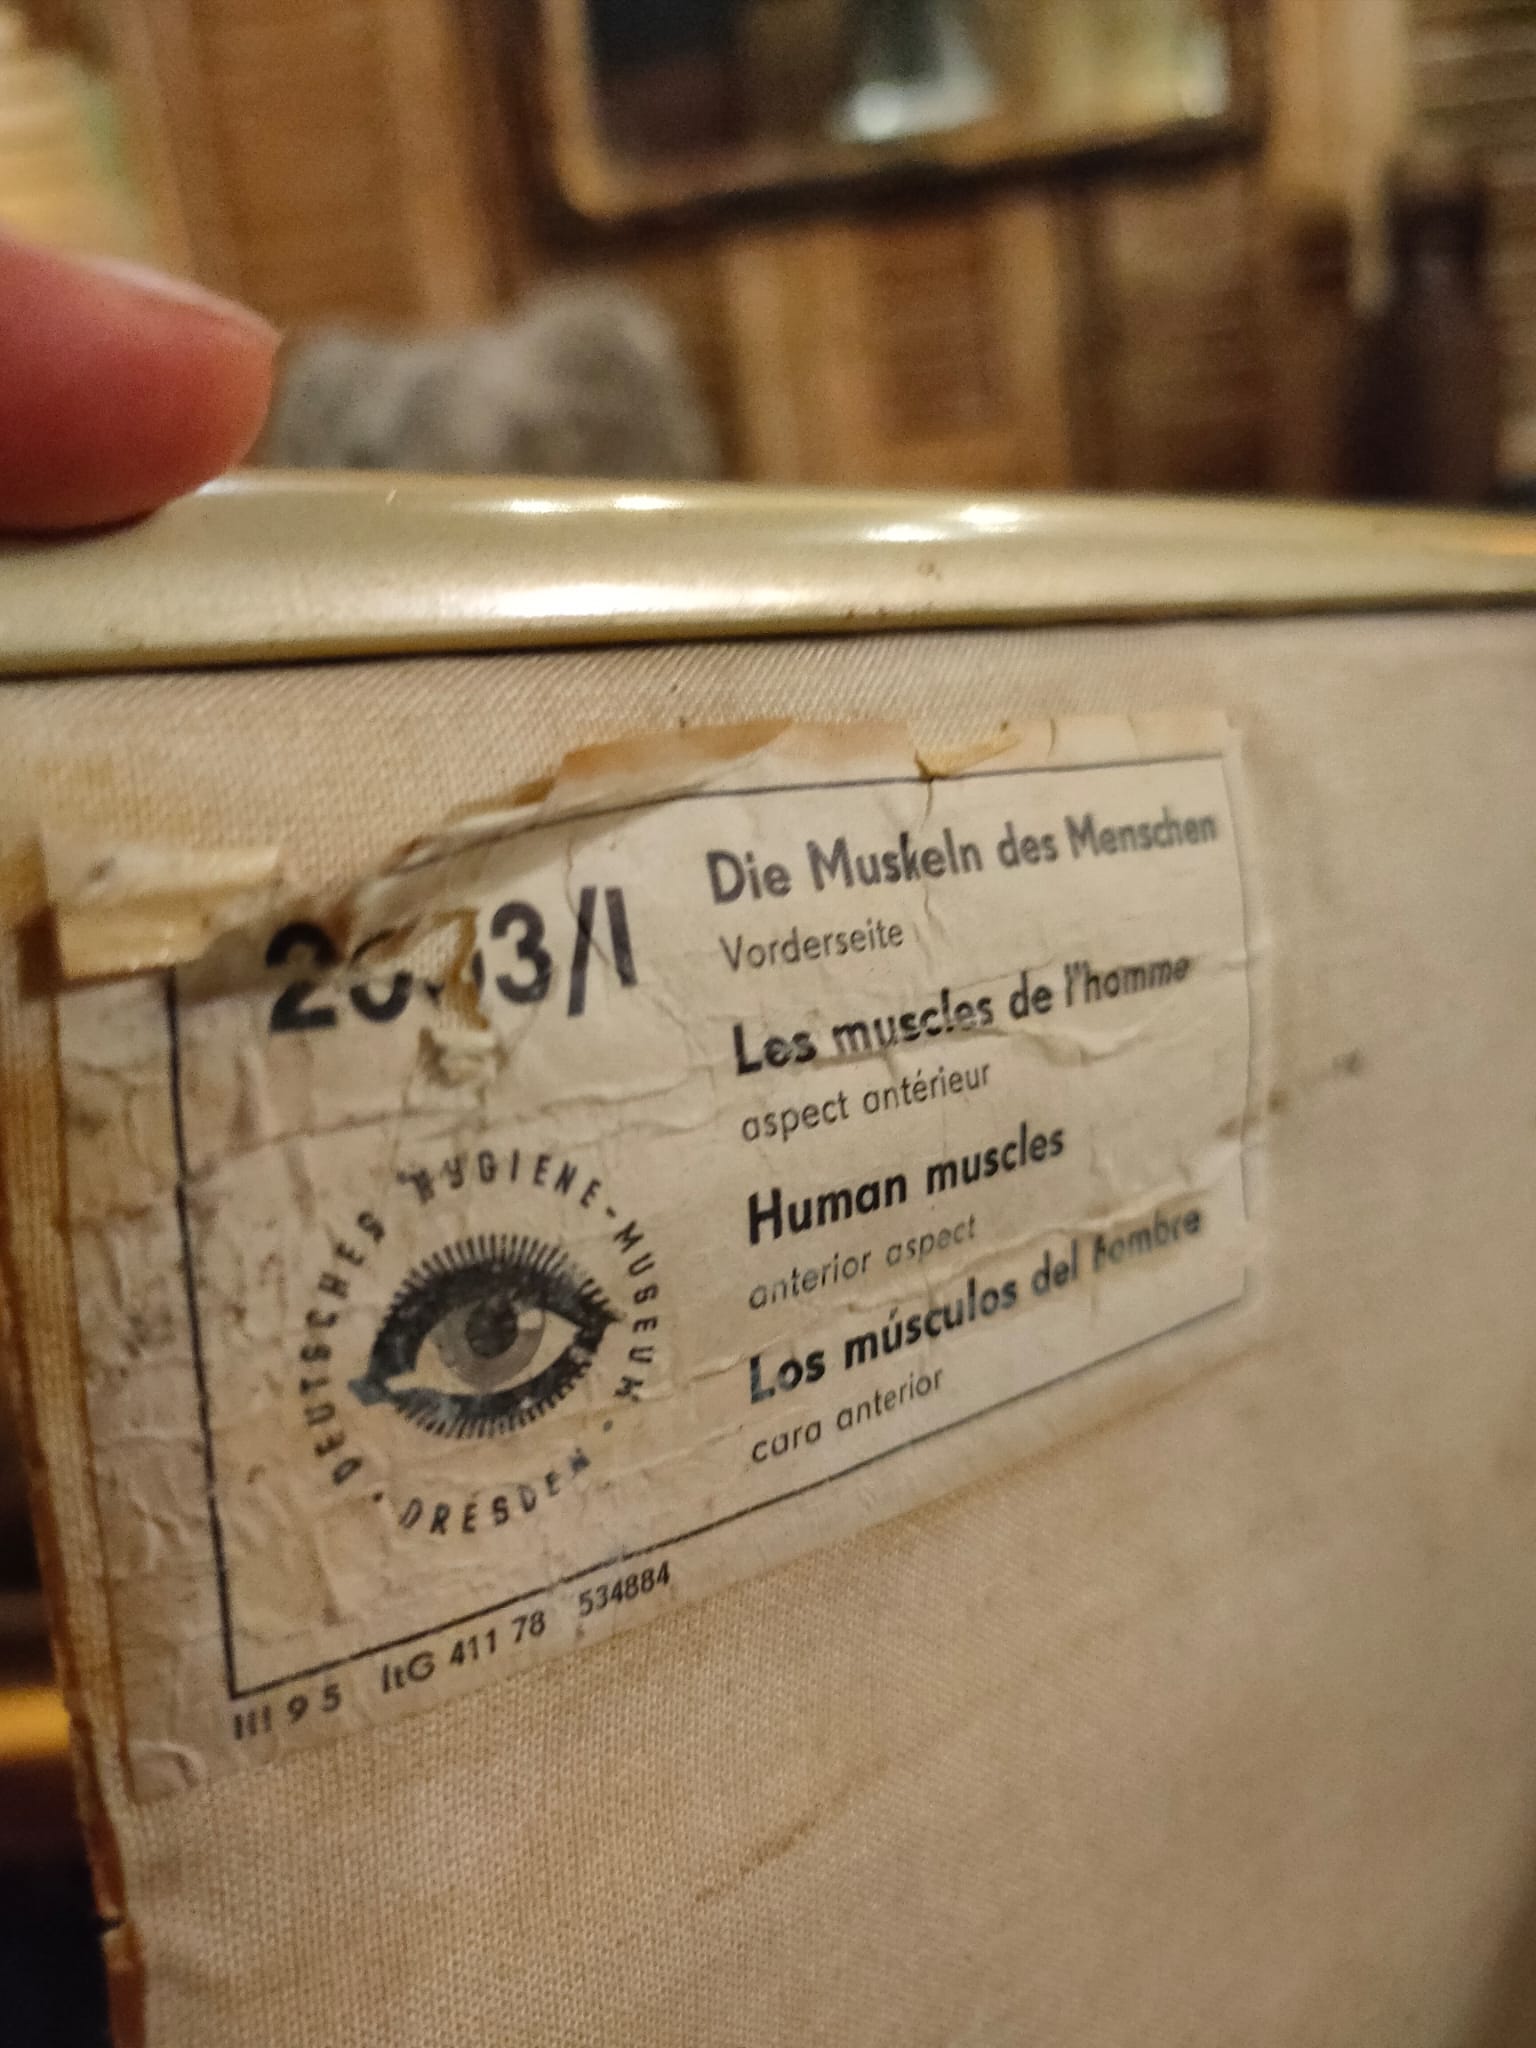 Die Muskeln des Menschen
Vorderseite
Les muscles de l'homme
aspect antérieur
Human muscles
anterior aspect
Los músculos del hombre
cara anterior
DEUTSCHES HYGIENE-MUSEUM · DRESDEN ·
III 9 5 ItG 411 78 534884